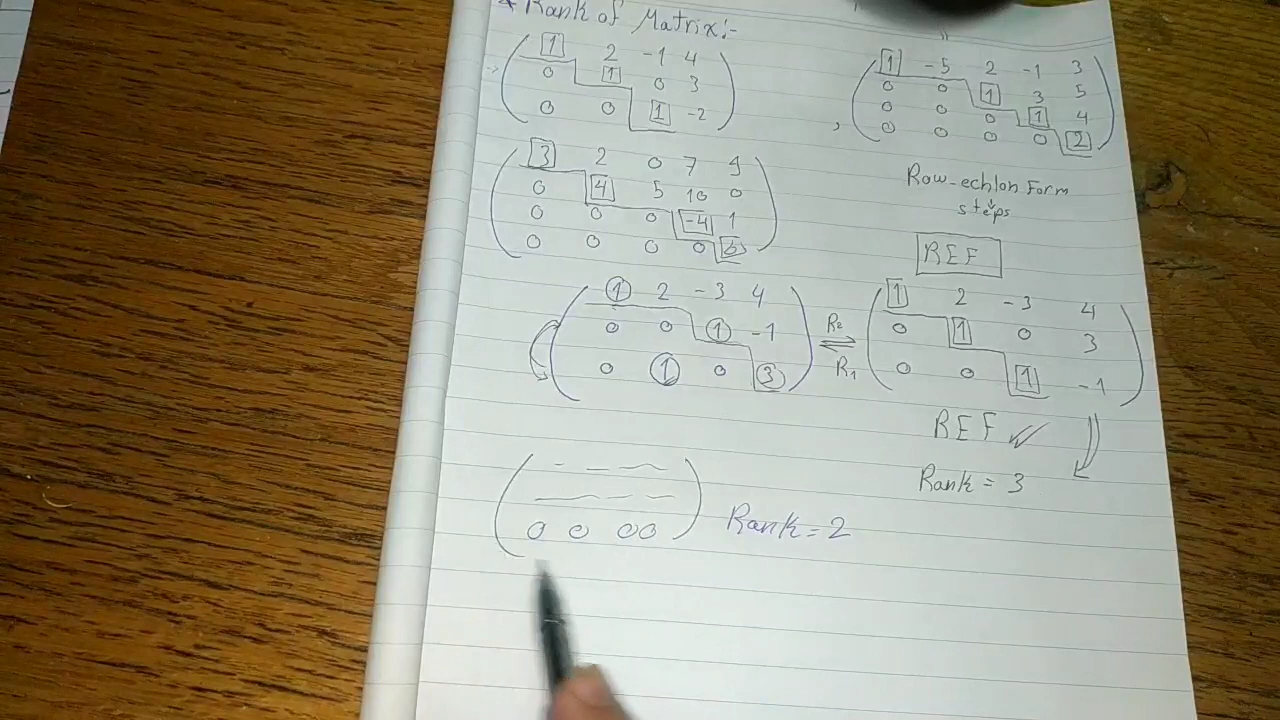 * Rank of Matrix:-
1 2 -1 4
0 1 0 3
0 0 1 -2
,
1 -5 2 -1 3
0 0 1 3 5
0 0 0 1 4
0 0 0 0 2
3 2 0 7 9
0 4 5 10 0
0 0 0 -4 1
0 0 0 0 5
Row-echlon Form
steps
REF
1 2 -3 4
0 0 1 -1
0 1 0 3
R2
R1
1 2 -3 4
0 1 0 3
0 0 1 -1
REF
Rank = 3
0 0 0 0
Rank = 2